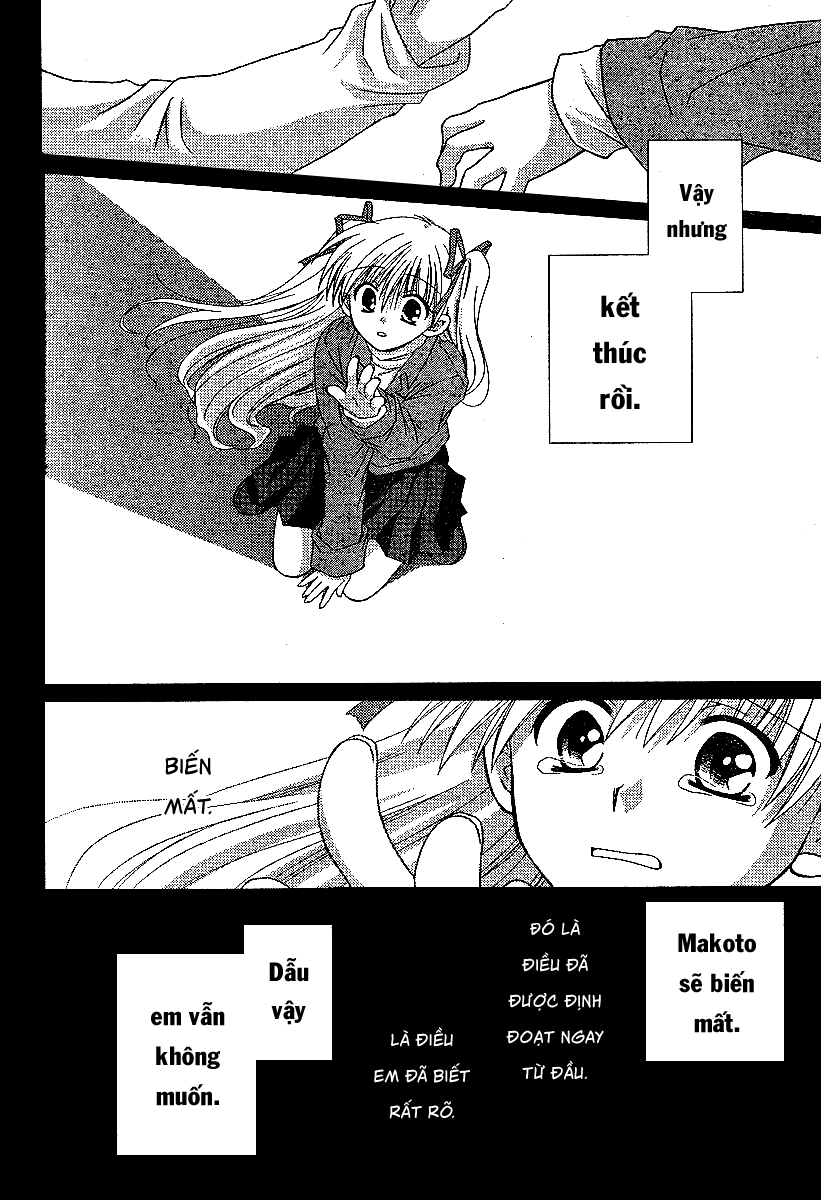 Vậy
nhưng
kết
thúc
rồi.
BIẾN
MẤT.
Makoto
sẽ biến
mất.
ĐÓ LÀ
ĐIỀU ĐÃ
ĐƯỢC ĐỊNH
ĐOẠT NGAY
TỪ ĐẦU.
LÀ ĐIỀU
EM ĐÃ BIẾT
RẤT RÕ.
Dẫu
vậy
em vẫn
không
muốn.